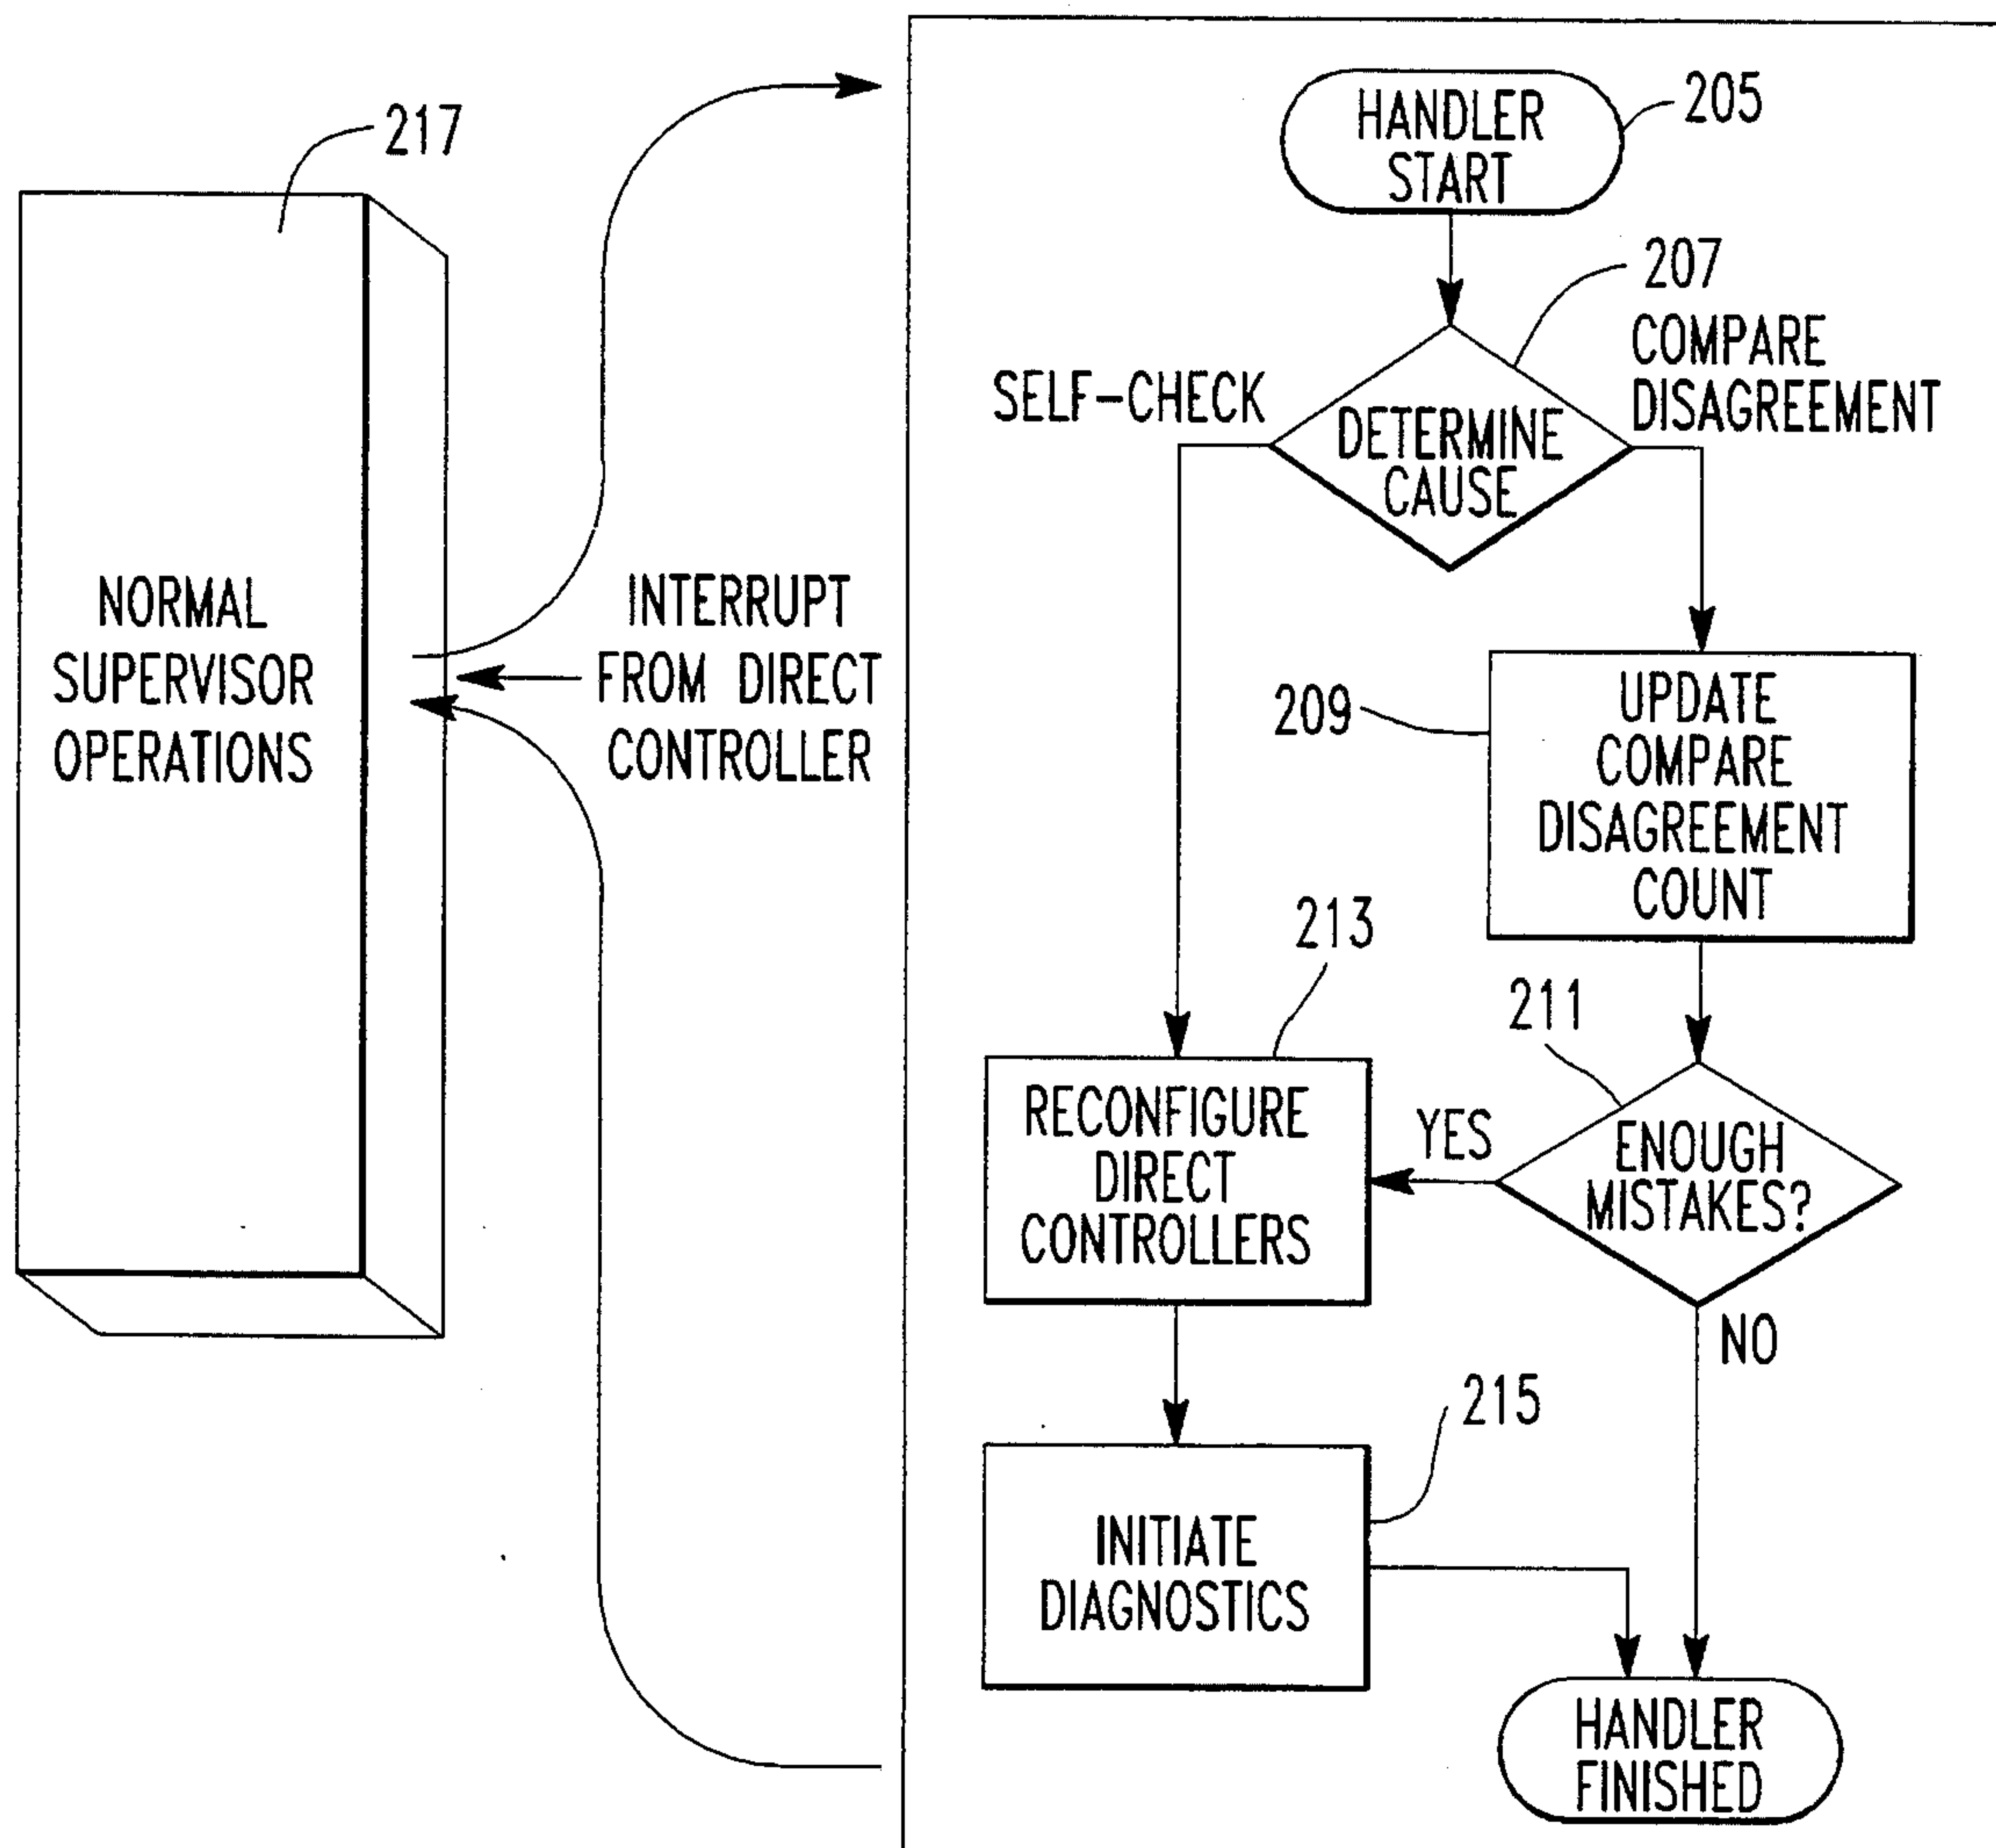 217
NORMAL
SUPERVISOR
OPERATIONS
INTERRUPT
FROM DIRECT
CONTROLLER
HANDLER
START
205
207
SELF-CHECK
COMPARE
DISAGREEMENT
DETERMINE
CAUSE
209
UPDATE
COMPARE
DISAGREEMENT
COUNT
213
211
RECONFIGURE
DIRECT
CONTROLLERS
YES
ENOUGH
MISTAKES?
NO
215
INITIATE
DIAGNOSTICS
HANDLER
FINISHED